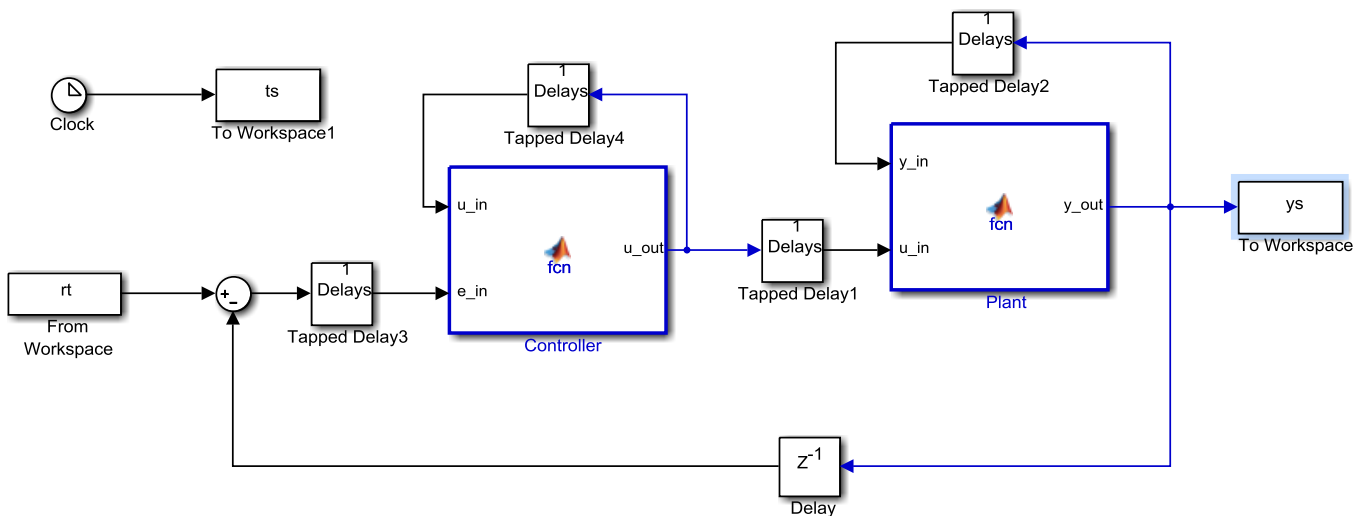 1
Delays
Tapped Delay2
ts
Clock
To Workspace1
1
Delays
Tapped Delay4
y_in
y_out
fcn
u_in
Plant
ys
To Workspace
u_in
u_out
fcn
e_in
Controller
1
Delays
Tapped Delay1
rt
From
Workspace
+
−
1
Delays
Tapped Delay3
Z-1
Delay